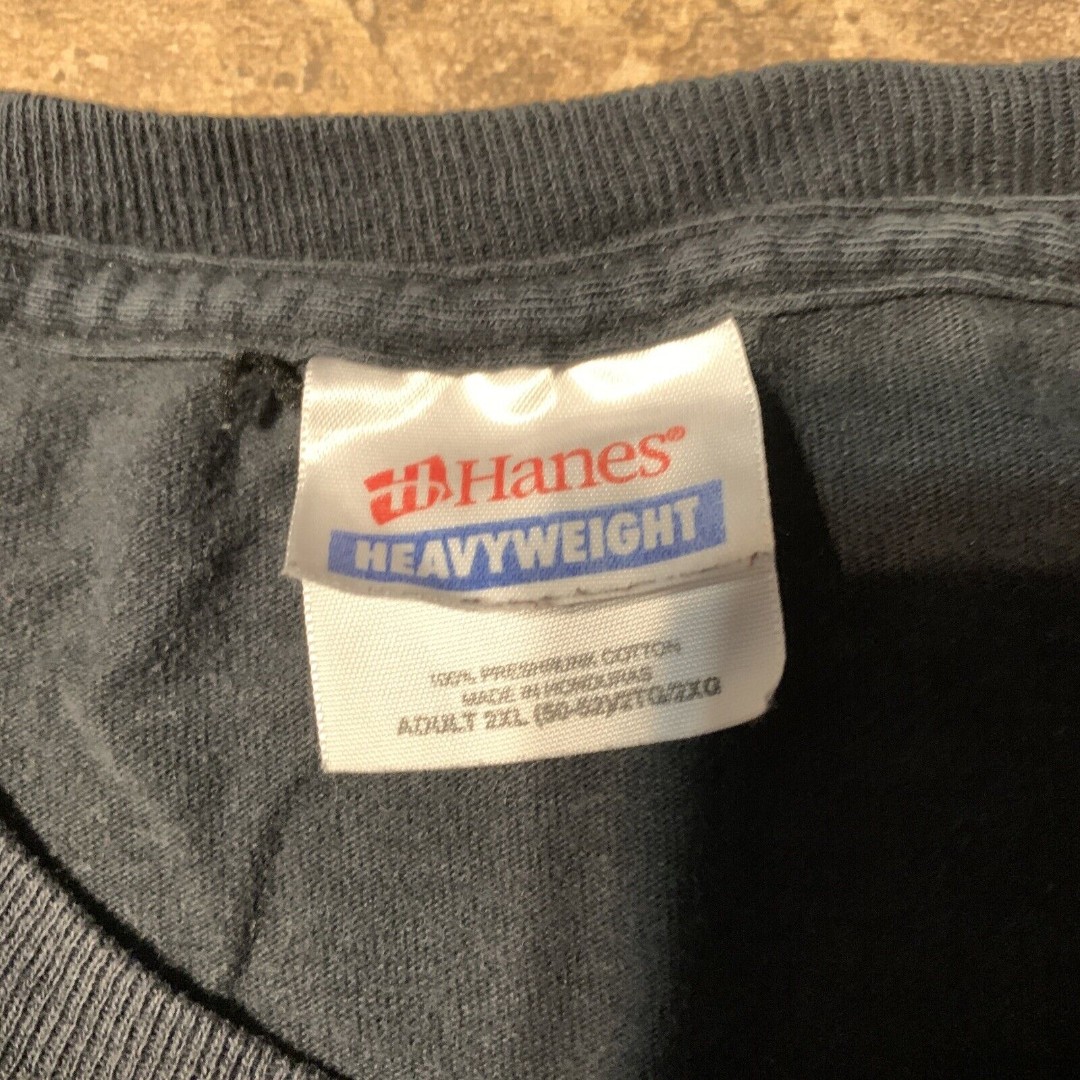 Hanes®
HEAVYWEIGHT
100% PRESHRUNK COTTON
MADE IN HONDURAS
ADULT 2XL (50-52)/2TG/2XG